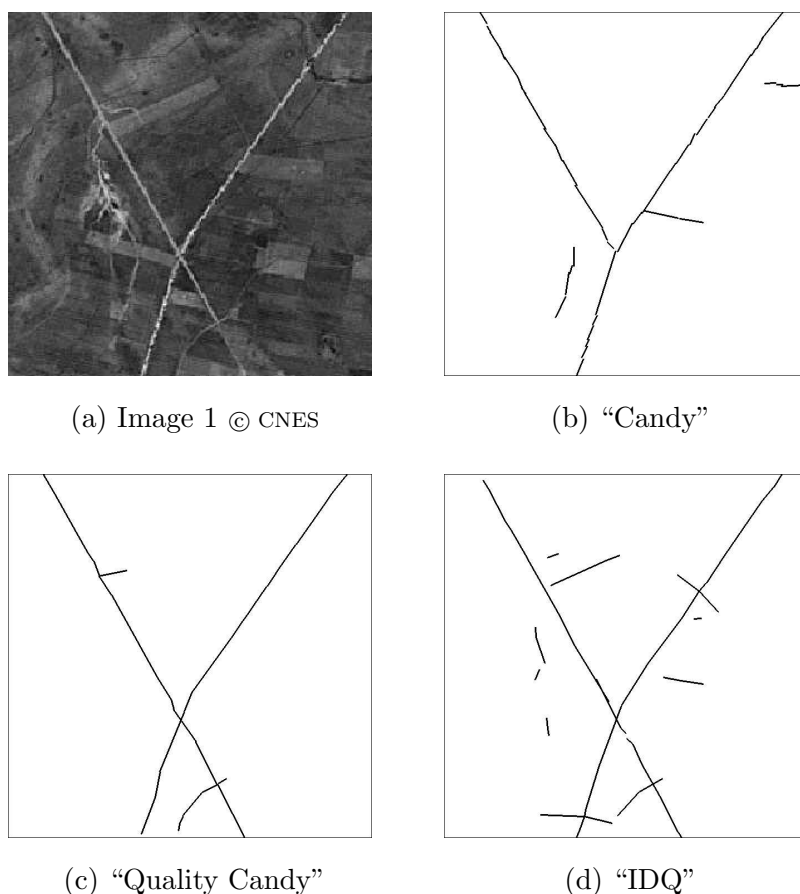 (a) Image 1 © CNES
(b) “Candy”
(c) “Quality Candy”
(d) “IDQ”